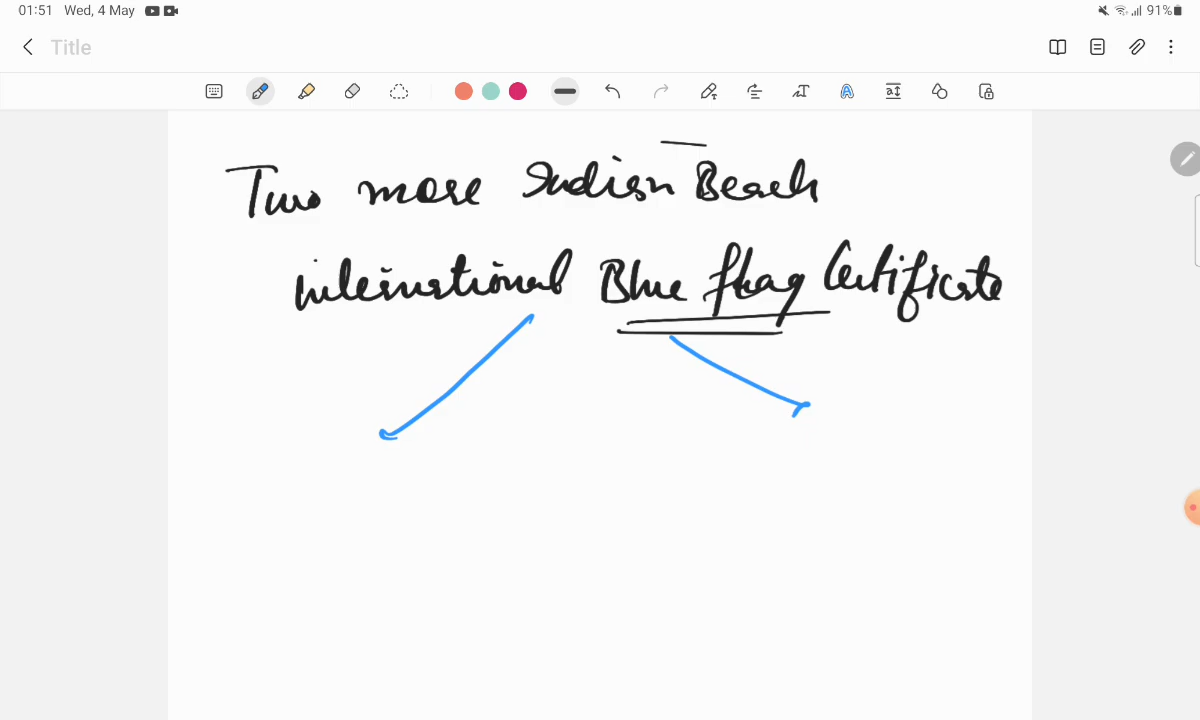 01:51 Wed, 4 May 91%
Title
Two more Indian Beach
international Blue flag Certificate